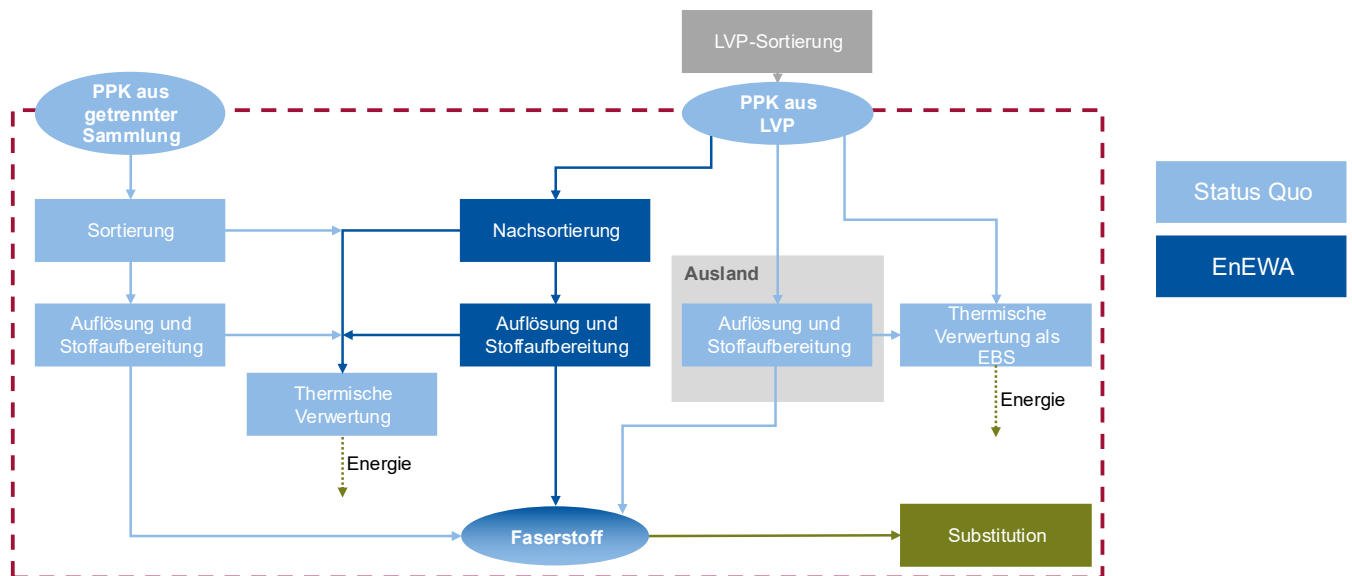 LVP-Sortierung
PPK aus
getrennter
Sammlung
PPK aus
LVP
Status Quo
EnEWA
Sortierung
Nachsortierung
Ausland
Auflösung und
Stoffaufbereitung
Auflösung und
Stoffaufbereitung
Auflösung und
Stoffaufbereitung
Thermische
Verwertung als
EBS
Thermische
Verwertung
Energie
Energie
Faserstoff
Substitution